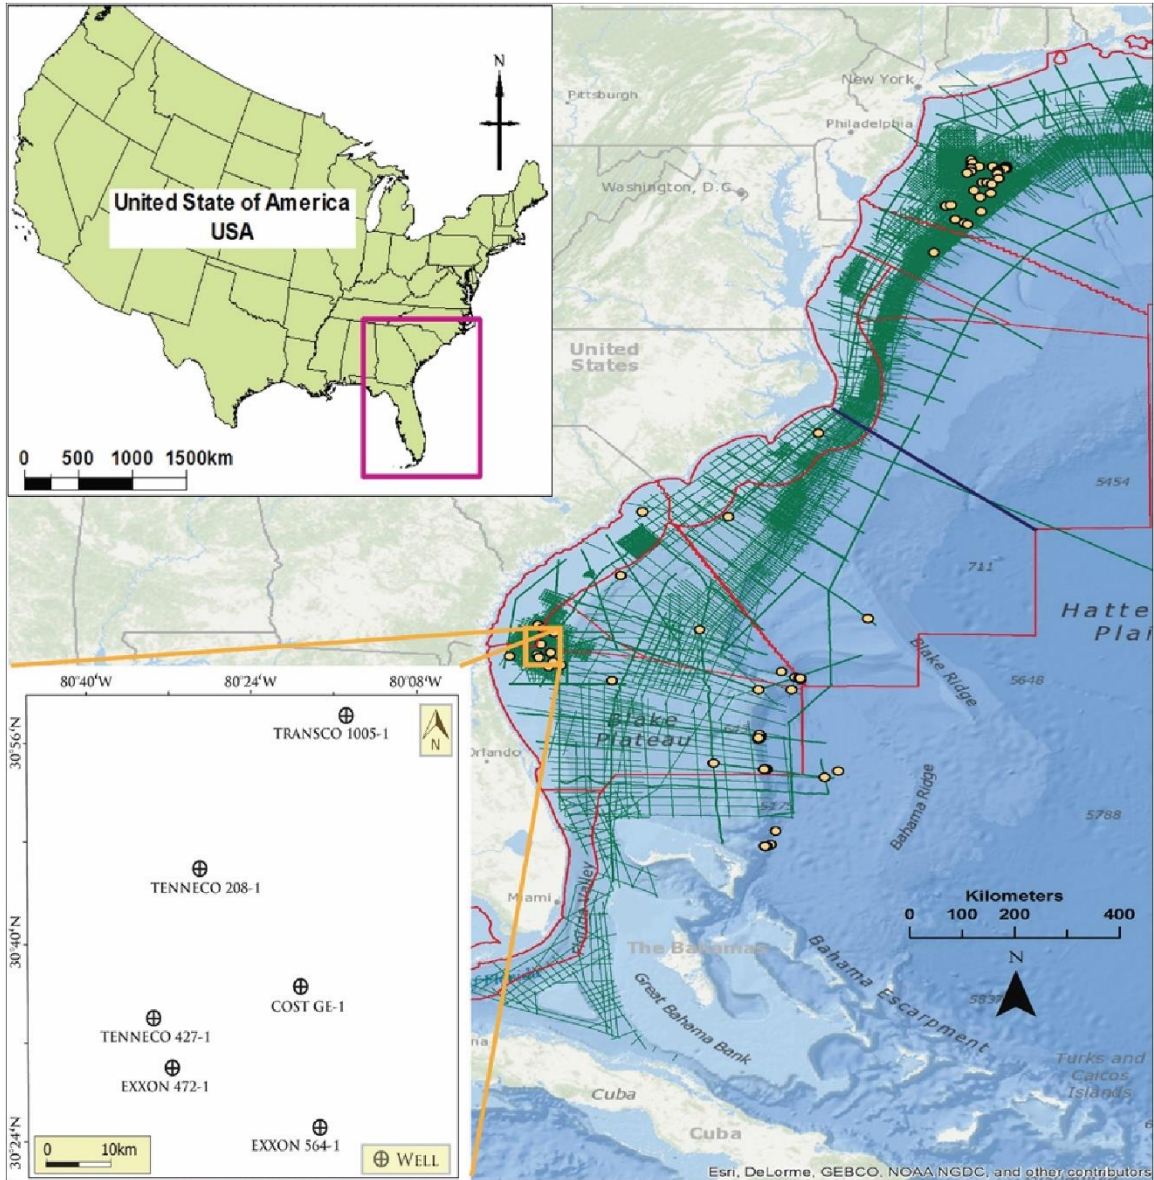 N
United State of America
USA
0 500 1000 1500km
New York
Pittsburgh
Philadelphia
Washington, D.C.
United
States
5454
711
Hatte
Plai
Blake Ridge
5648
Blake
Plateau
Orlando
Bahama Ridge
5788
Miami
The Bahamas
Kilometers
0 100 200 400
N
Bahama Escarpment
5837
Great Bahama Bank
Turks and
Caicos
Islands
Cuba
Cuba
Esri, DeLorme, GEBCO, NOAA NGDC, and other contributors
80°40'W 80°24'W 80°08'W
30°56'N
30°40'N
30°24'N
N
TRANSCO 1005-1
TENNECO 208-1
COST GE-1
TENNECO 427-1
EXXON 472-1
EXXON 564-1
0 10km
WELL